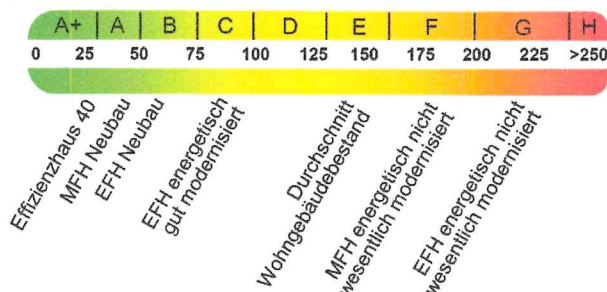 A+ A B C D E F G H
0 25 50 75 100 125 150 175 200 225 >250
Effizienzhaus 40
MFH Neubau
EFH Neubau
EFH energetisch
gut modernisiert
Durchschnitt
Wohngebäudebestand
MFH energetisch nicht
wesentlich modernisiert
EFH energetisch nicht
wesentlich modernisiert